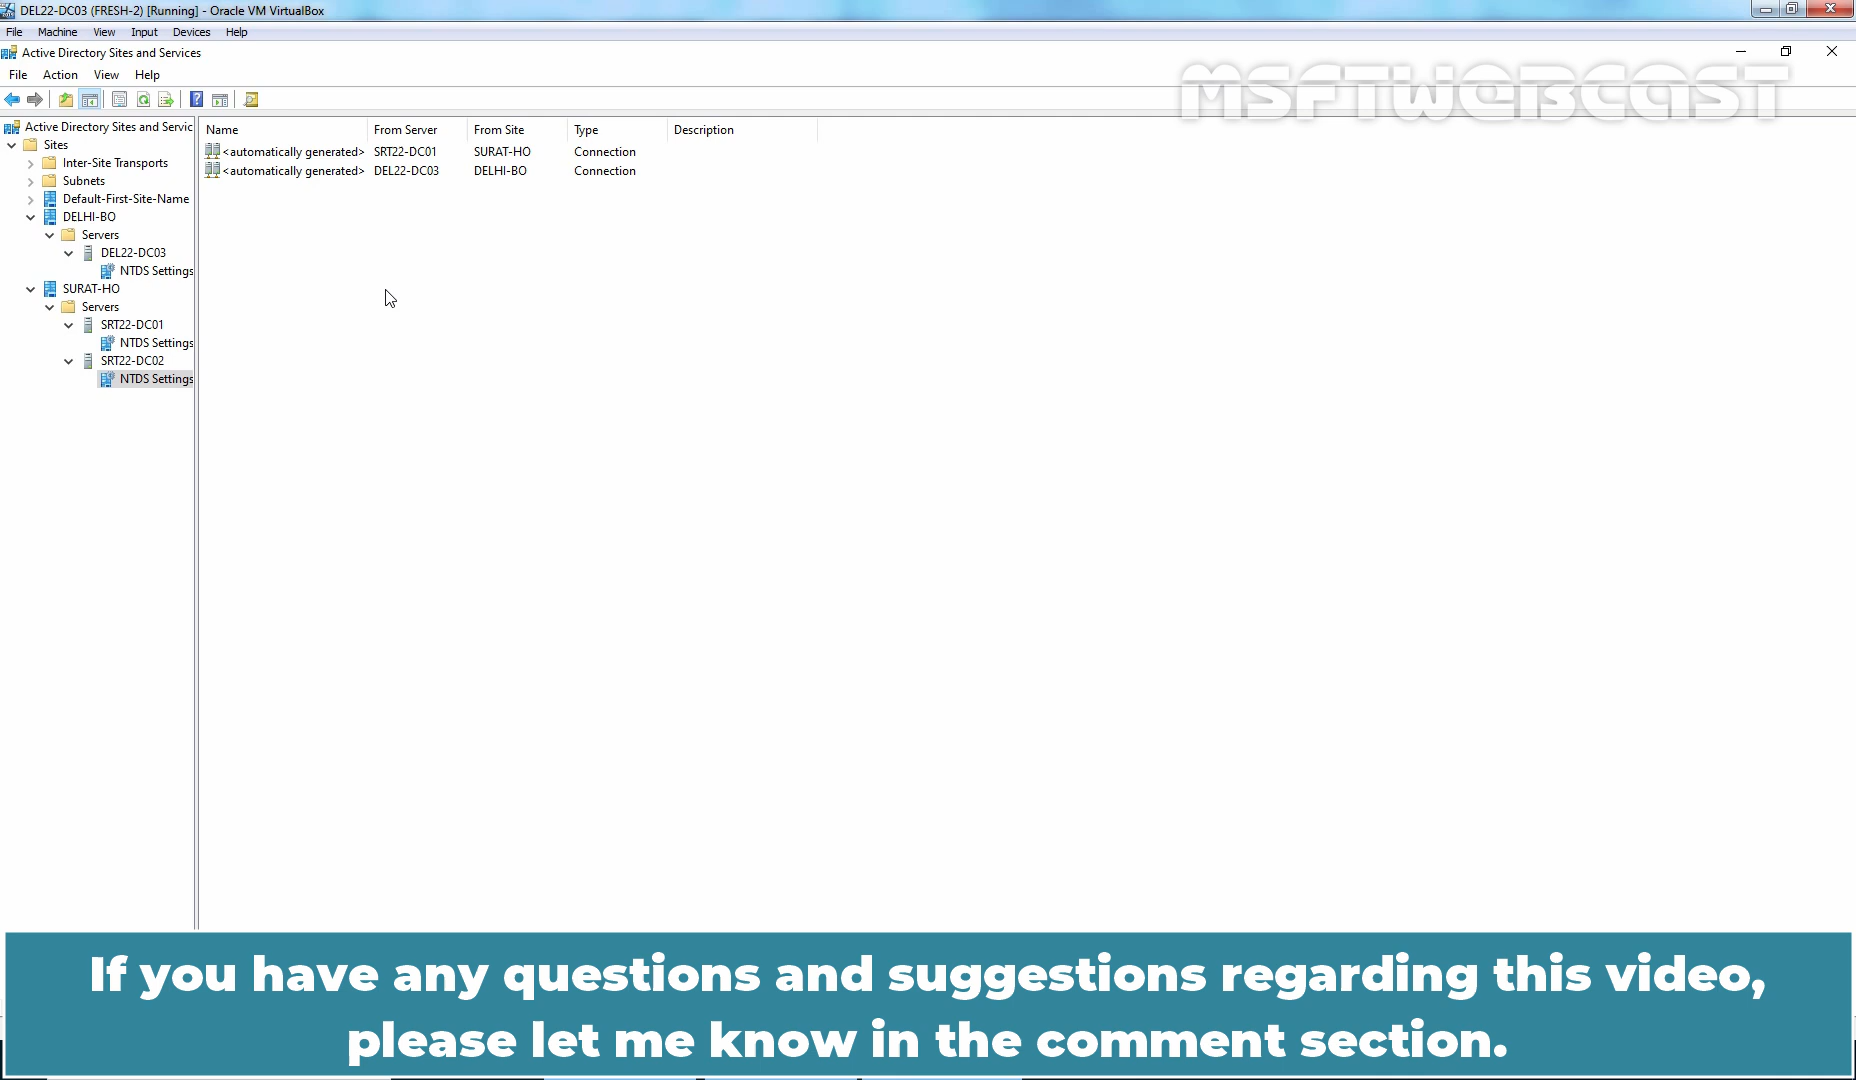 DEL22-DC03 (FRESH-2) [Running] - Oracle VM VirtualBox
File Machine View Input Devices Help
Active Directory Sites and Services
File Action View Help
MSFTWEBCAST
Active Directory Sites and Servic
Name From Server From Site Type Description
Sites
<automatically generated> SRT22-DC01 SURAT-HO Connection
Inter-Site Transports
<automatically generated> DEL22-DC03 DELHI-BO Connection
Subnets
Default-First-Site-Name
DELHI-BO
Servers
DEL22-DC03
NTDS Settings
SURAT-HO
Servers
SRT22-DC01
NTDS Settings
SRT22-DC02
NTDS Settings
If you have any questions and suggestions regarding this video,
please let me know in the comment section.